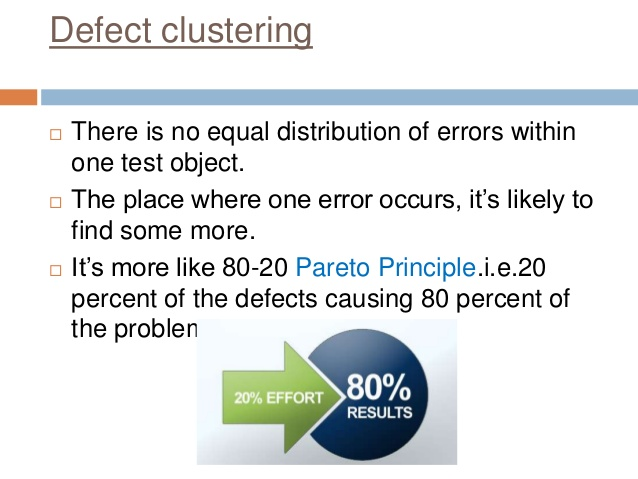 Defect clustering
There is no equal distribution of errors within
one test object.
The place where one error occurs, it’s likely to
find some more.
It’s more like 80-20 Pareto Principle.i.e.20
percent of the defects causing 80 percent of
the problem
20% EFFORT
80%
RESULTS